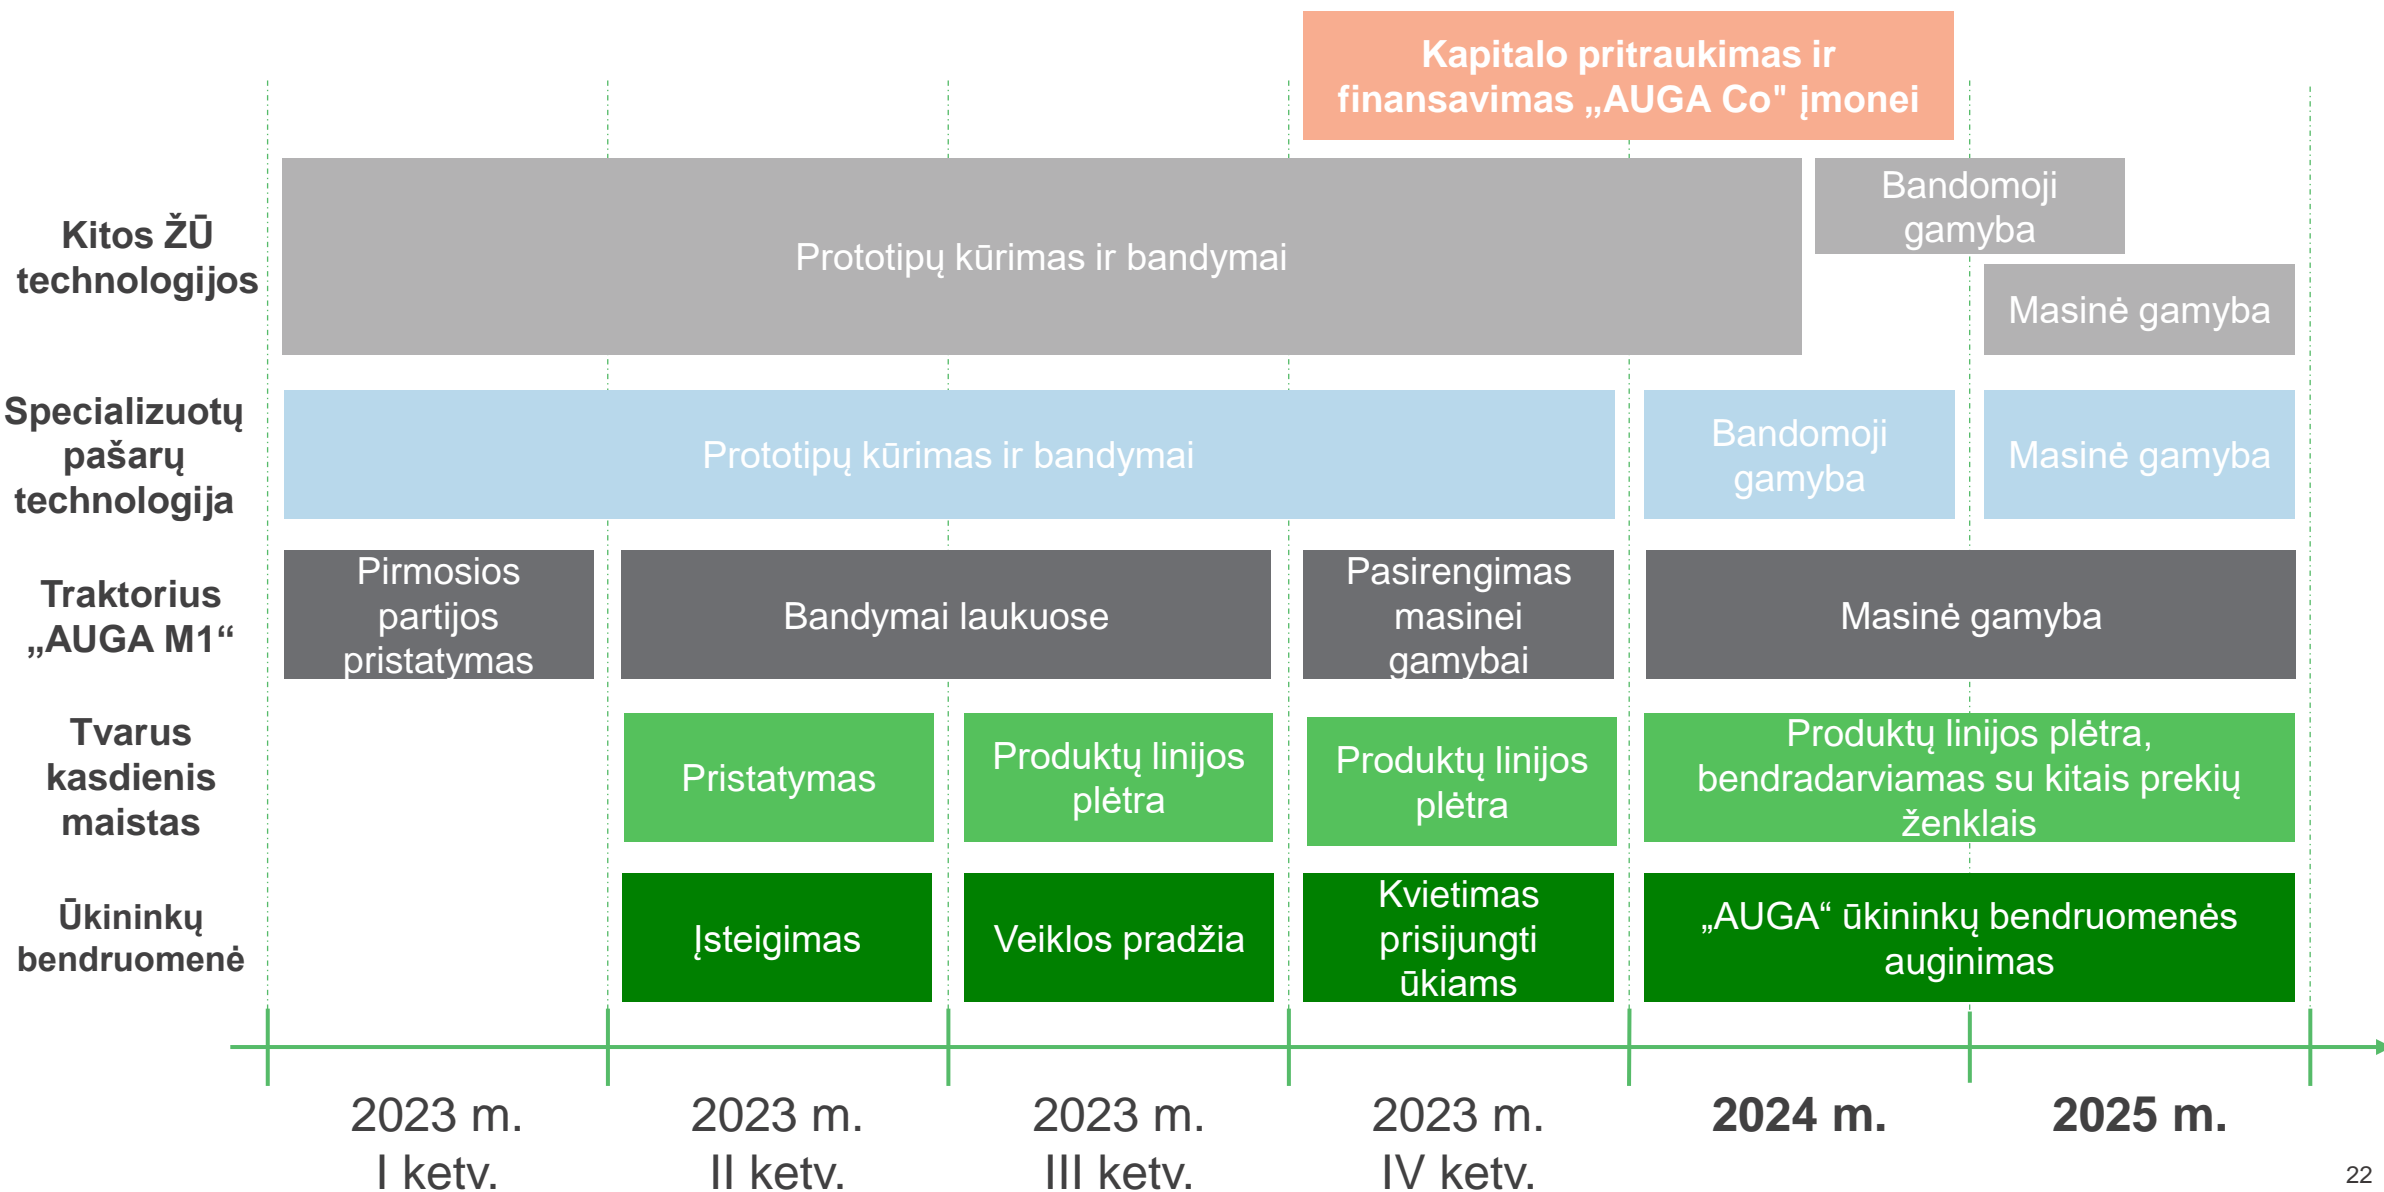 Kapitalo pritraukimas ir
finansavimas „AUGA Co" įmonei
Kitos ŽŪ
technologijos
Prototipų kūrimas ir bandymai
Bandomoji
gamyba
Masinė gamyba
Specializuotų
pašarų
technologija
Prototipų kūrimas ir bandymai
Bandomoji
gamyba
Masinė gamyba
Traktorius
„AUGA M1“
Pirmosios
partijos
pristatymas
Bandymai laukuose
Pasirengimas
masinei
gamybai
Masinė gamyba
Tvarus
kasdienis
maistas
Pristatymas
Produktų linijos
plėtra
Produktų linijos
plėtra
Produktų linijos plėtra,
bendradarviamas su kitais prekių
ženklais
Ūkininkų
bendruomenė
Įsteigimas
Veiklos pradžia
Kvietimas
prisijungti
ūkiams
„AUGA“ ūkininkų bendruomenės
auginimas
2023 m.
I ketv.
2023 m.
II ketv.
2023 m.
III ketv.
2023 m.
IV ketv.
2024 m.
2025 m.
22